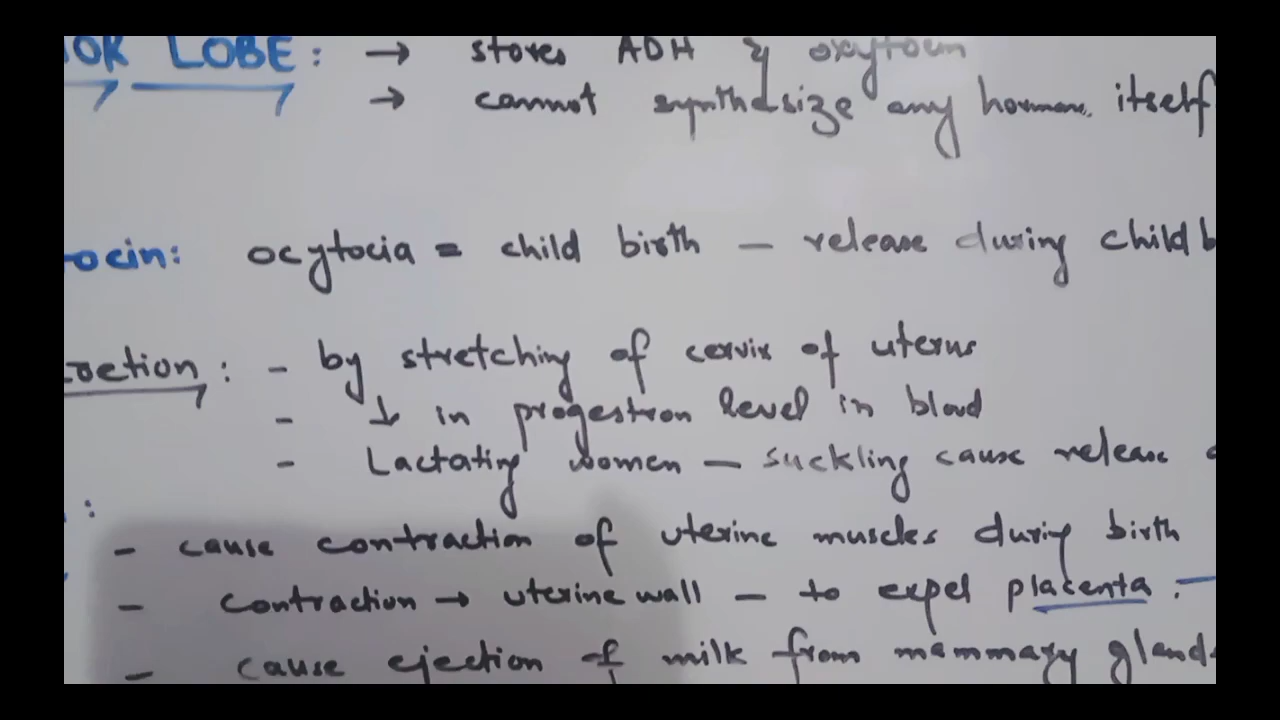 OR LOBE : → stores ADH & oxytocin
→ cannot synthesize any hormone itself
ocin: ocytocia = child birth – release during child b
cretion : - by stretching of cervix of uterus
- ↓ in progestron level in blood
- Lactating women – suckling cause release
:
- cause contraction of uterine muscles during birth
- contraction → uterine wall – to expel placenta.
- cause ejection of milk from mammary glands